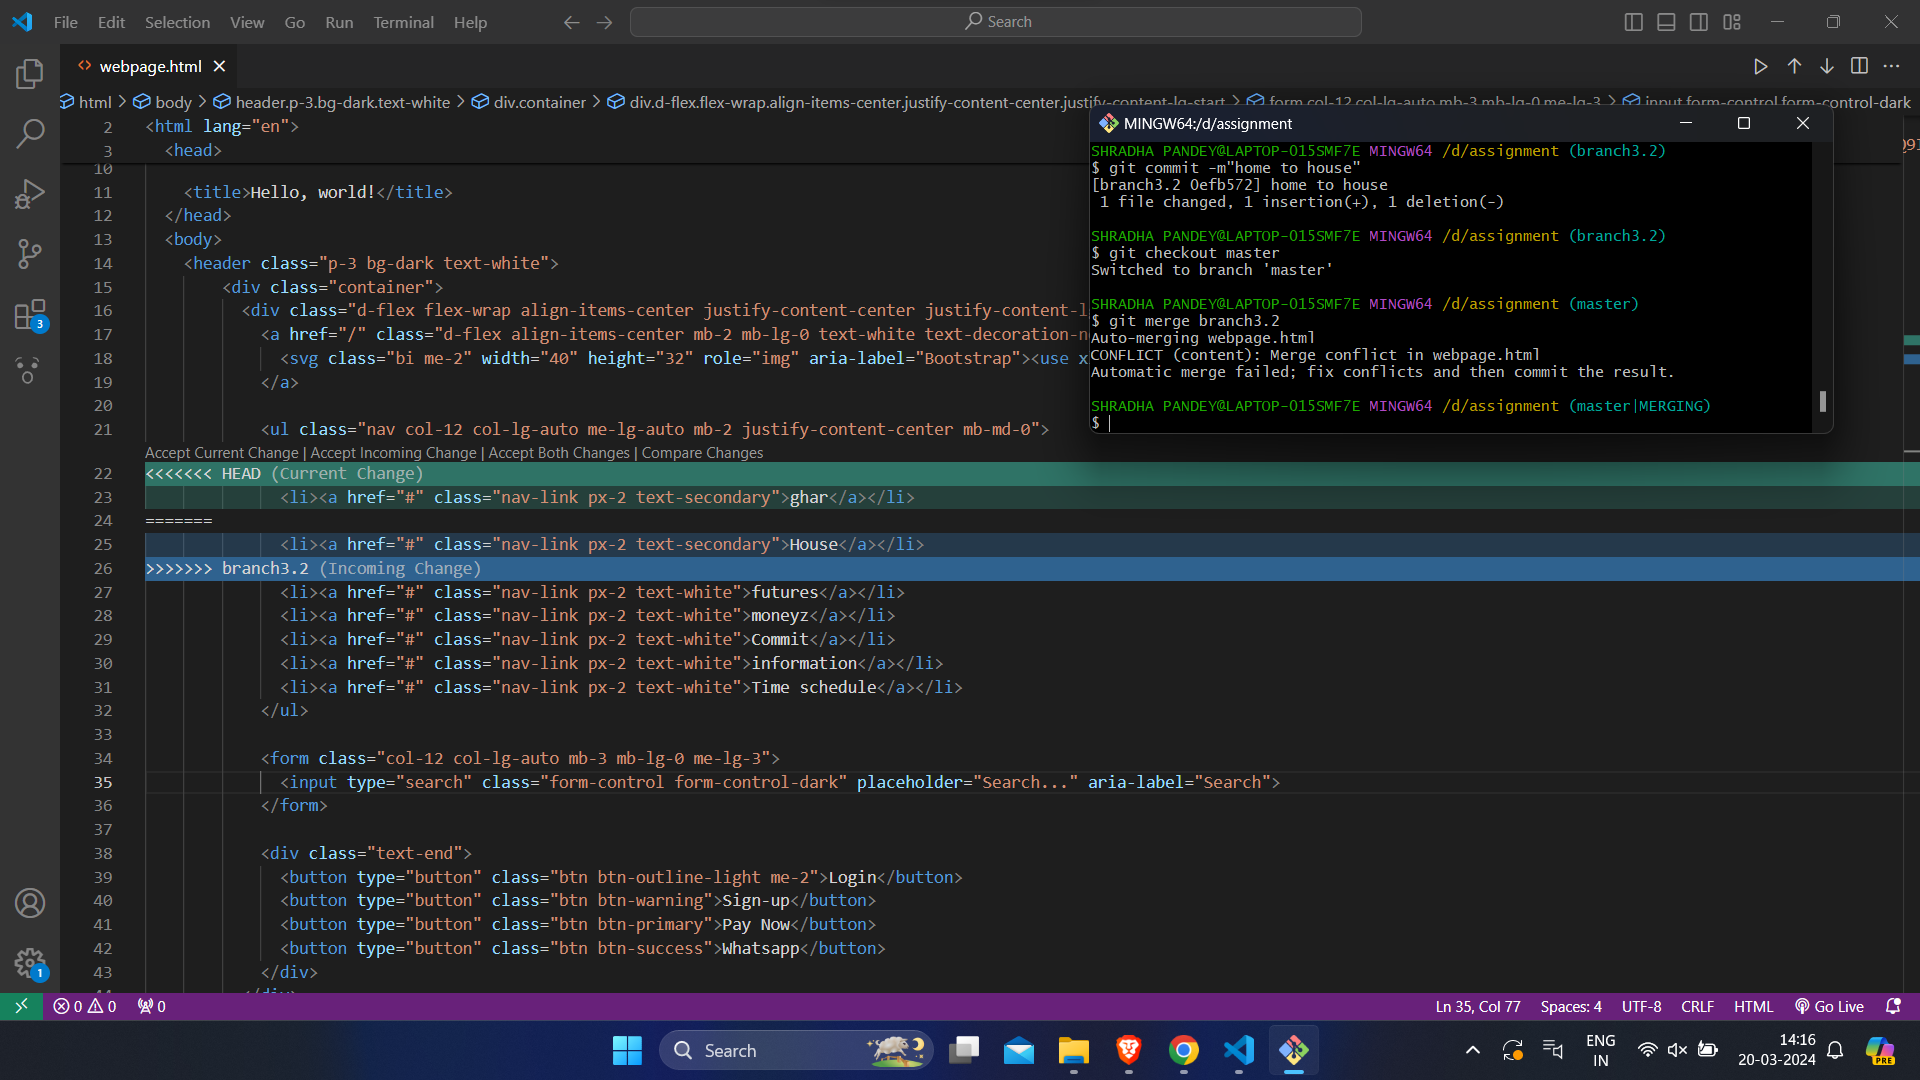 File Edit Selection View Go Run Terminal Help
Search
webpage.html
html > body > header.p-3.bg-dark.text-white > div.container > div.d-flex.flex-wrap.align-items-center.justify-content-center.justify-content-lg-start > form.col-12.col-lg-auto.mb-3.mb-lg-0.me-lg-3 > input.form-control.form-control-dark
2 <html lang="en">
3 <head>
10
11 <title>Hello, world!</title>
12 </head>
13 <body>
14 <header class="p-3 bg-dark text-white">
15 <div class="container">
16 <div class="d-flex flex-wrap align-items-center justify-content-center justify-content-l
17 <a href="/" class="d-flex align-items-center mb-2 mb-lg-0 text-white text-decoration-n
18 <svg class="bi me-2" width="40" height="32" role="img" aria-label="Bootstrap"><use x
19 </a>
20
21 <ul class="nav col-12 col-lg-auto me-lg-auto mb-2 justify-content-center mb-md-0">
Accept Current Change | Accept Incoming Change | Accept Both Changes | Compare Changes
22 <<<<<<< HEAD (Current Change)
23 <li><a href="#" class="nav-link px-2 text-secondary">ghar</a></li>
24 =======
25 <li><a href="#" class="nav-link px-2 text-secondary">House</a></li>
26 >>>>>>> branch3.2 (Incoming Change)
27 <li><a href="#" class="nav-link px-2 text-white">futures</a></li>
28 <li><a href="#" class="nav-link px-2 text-white">moneyz</a></li>
29 <li><a href="#" class="nav-link px-2 text-white">Commit</a></li>
30 <li><a href="#" class="nav-link px-2 text-white">information</a></li>
31 <li><a href="#" class="nav-link px-2 text-white">Time schedule</a></li>
32 </ul>
33
34 <form class="col-12 col-lg-auto mb-3 mb-lg-0 me-lg-3">
35 <input type="search" class="form-control form-control-dark" placeholder="Search..." aria-label="Search">
36 </form>
37
38 <div class="text-end">
39 <button type="button" class="btn btn-outline-light me-2">Login</button>
40 <button type="button" class="btn btn-warning">Sign-up</button>
41 <button type="button" class="btn btn-primary">Pay Now</button>
42 <button type="button" class="btn btn-success">Whatsapp</button>
43 </div>
MINGW64:/d/assignment
SHRADHA PANDEY@LAPTOP-O15SMF7E MINGW64 /d/assignment (branch3.2)
$ git commit -m"home to house"
[branch3.2 0efb572] home to house
1 file changed, 1 insertion(+), 1 deletion(-)
SHRADHA PANDEY@LAPTOP-O15SMF7E MINGW64 /d/assignment (branch3.2)
$ git checkout master
Switched to branch 'master'
SHRADHA PANDEY@LAPTOP-O15SMF7E MINGW64 /d/assignment (master)
$ git merge branch3.2
Auto-merging webpage.html
CONFLICT (content): Merge conflict in webpage.html
Automatic merge failed; fix conflicts and then commit the result.
SHRADHA PANDEY@LAPTOP-O15SMF7E MINGW64 /d/assignment (master|MERGING)
$
3
1
0 0 0
Ln 35, Col 77 Spaces: 4 UTF-8 CRLF HTML Go Live
Search
ENG
IN
14:16
20-03-2024
PRE